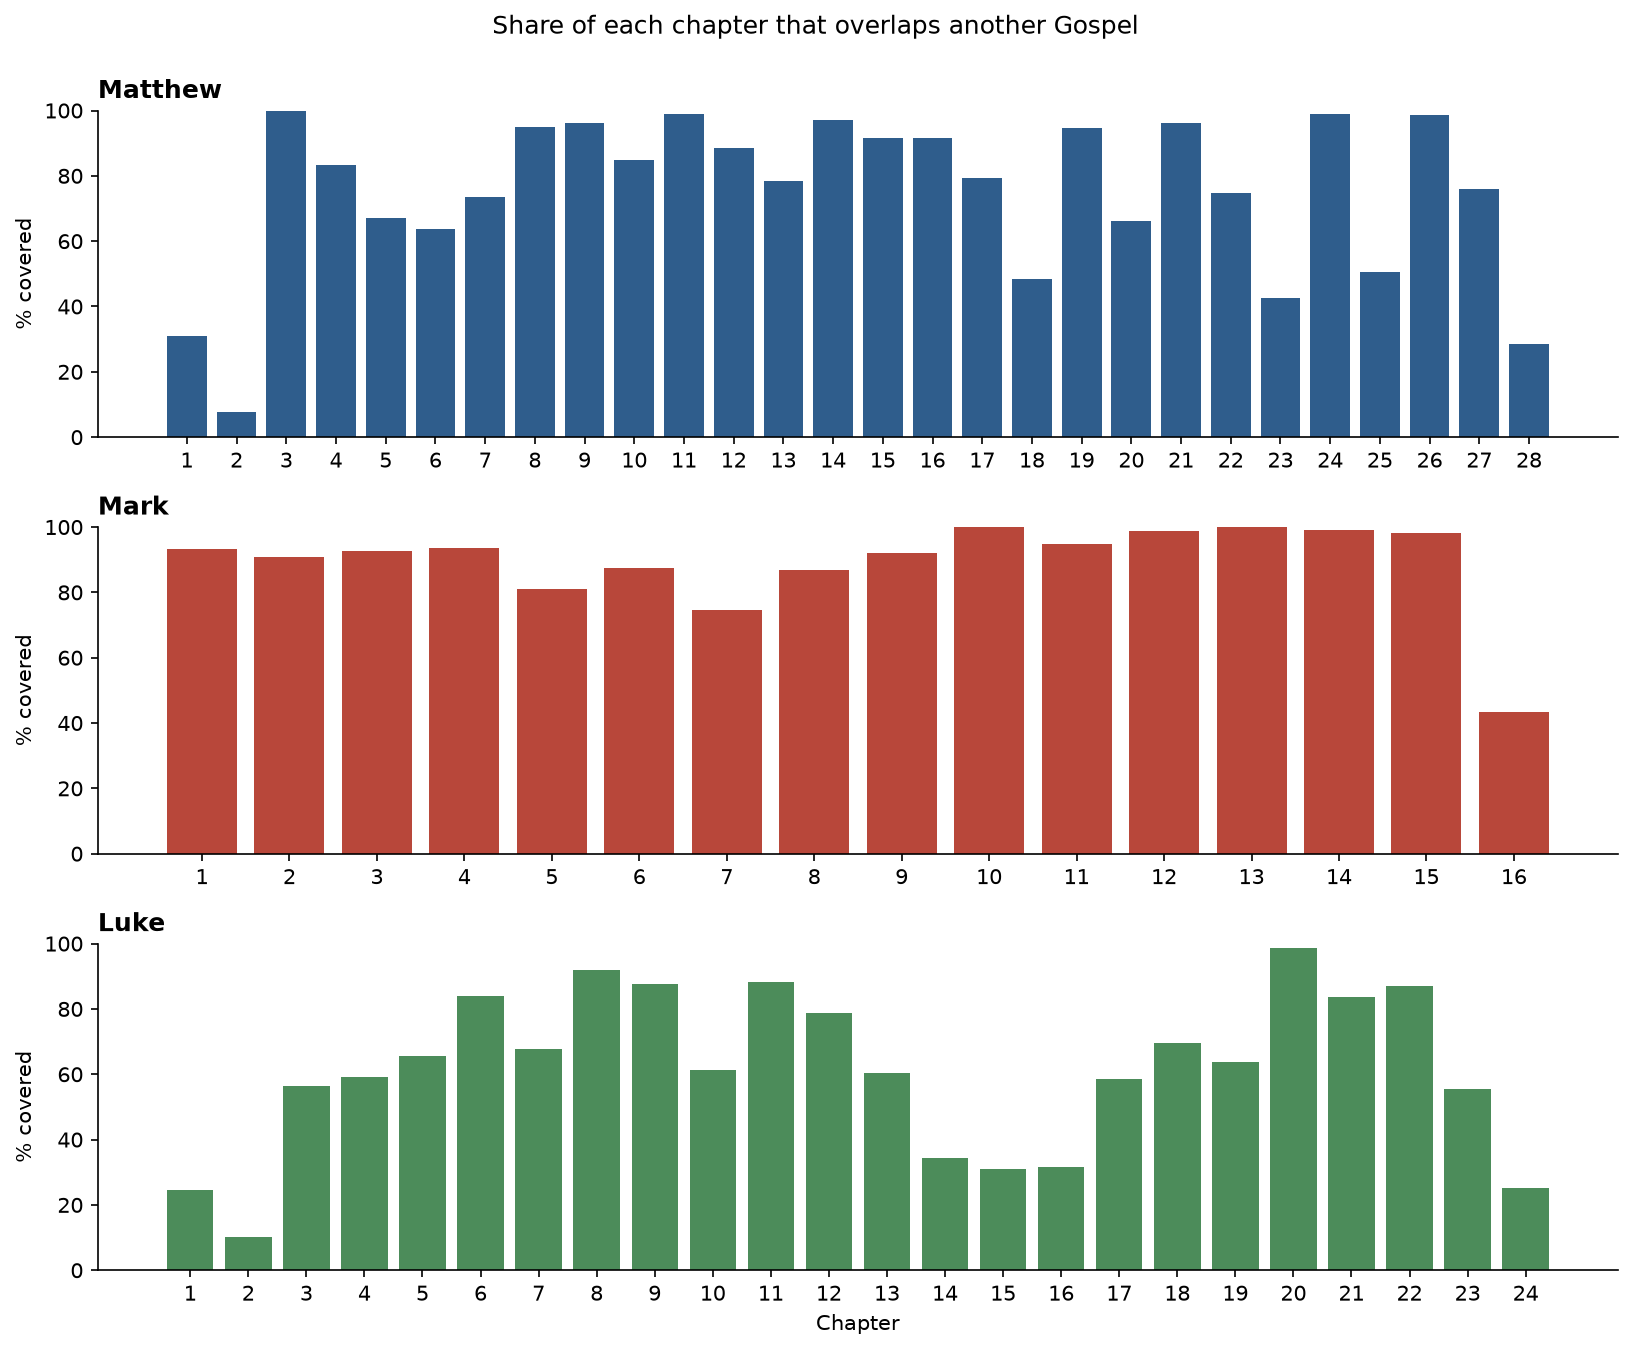 Share of each chapter that overlaps another Gospel
Matthew
% covered
100
80
60
40
20
0
1 2 3 4 5 6 7 8 9 10 11 12 13 14 15 16 17 18 19 20 21 22 23 24 25 26 27 28
Mark
% covered
100
80
60
40
20
0
1 2 3 4 5 6 7 8 9 10 11 12 13 14 15 16
Luke
% covered
100
80
60
40
20
0
1 2 3 4 5 6 7 8 9 10 11 12 13 14 15 16 17 18 19 20 21 22 23 24
Chapter